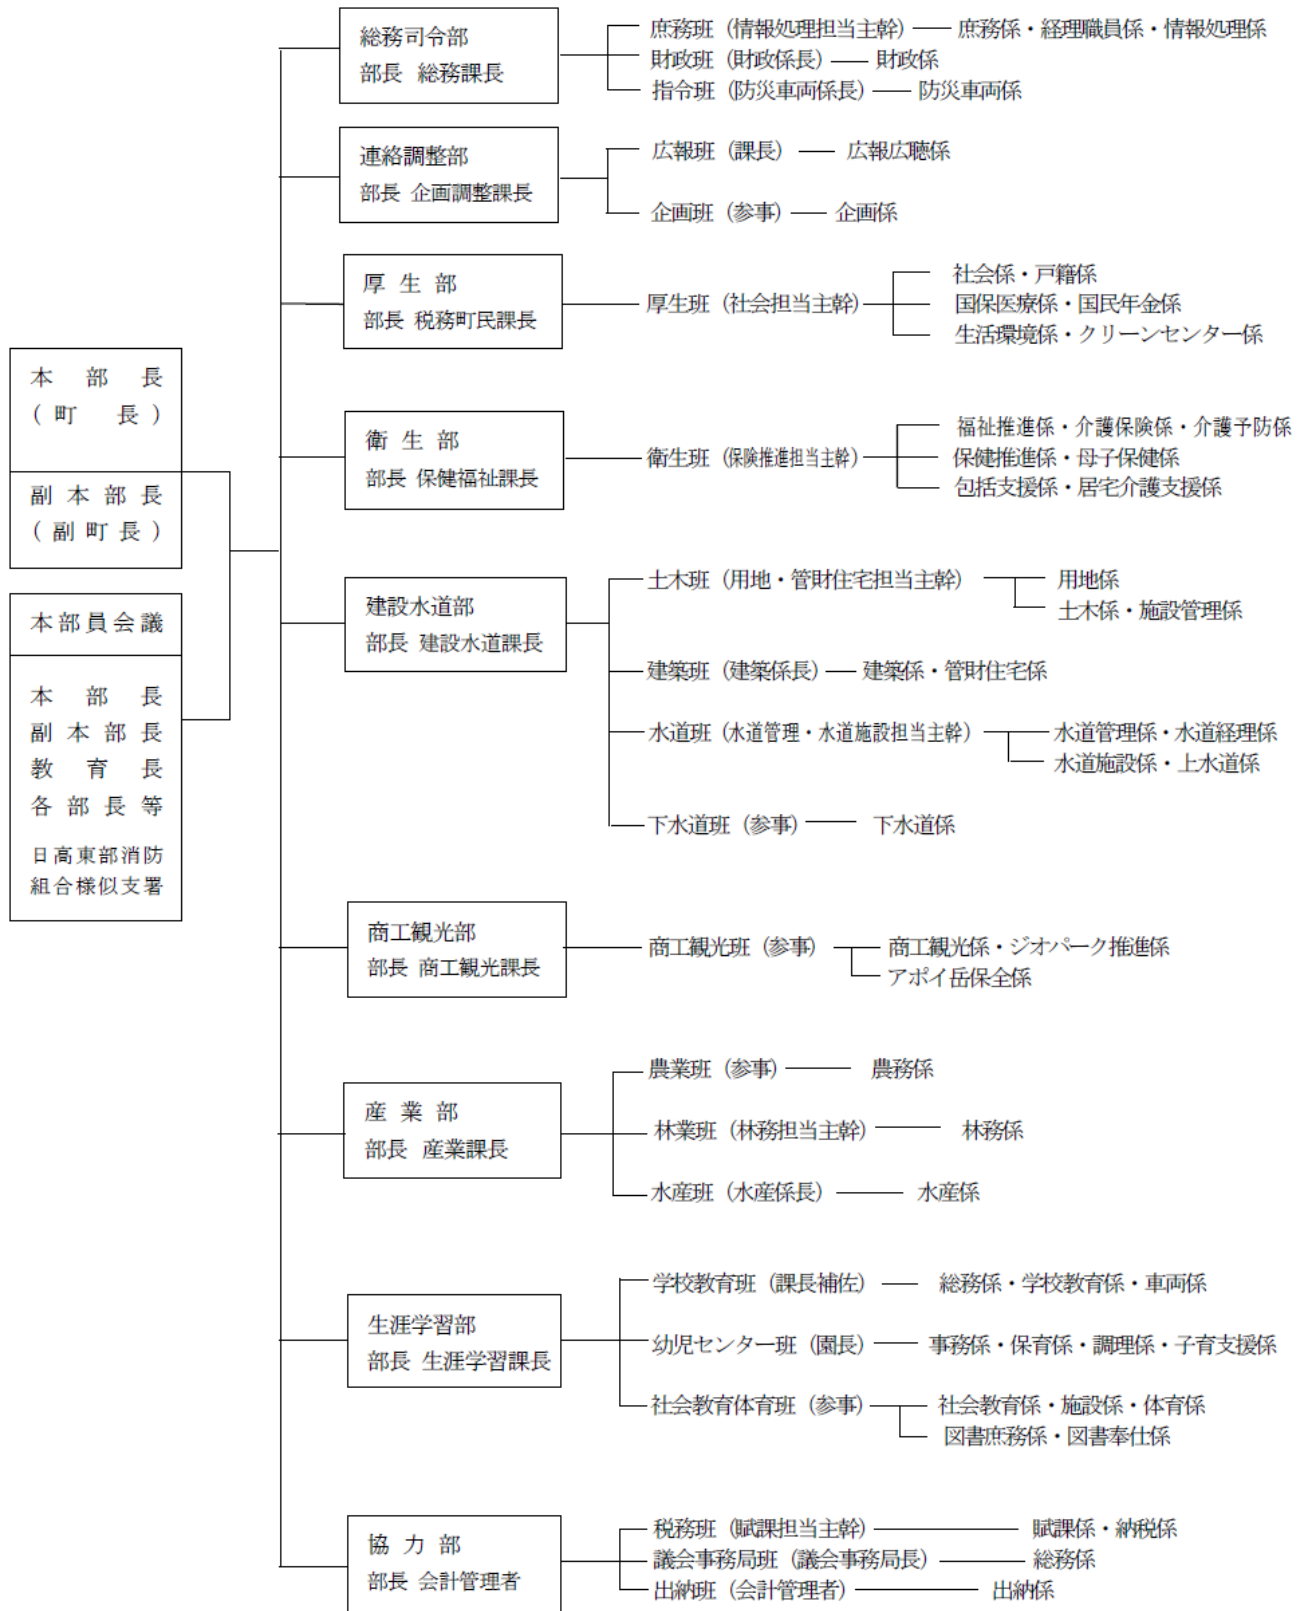 本部長
(町長)
副本部長
(副町長)
本部員会議
本部長
副本部長
教育長
各部長等
日高東部消防
組合様似支署
総務司令部
部長 総務課長
庶務班（情報処理担当主幹） 庶務係・経理職員係・情報処理係
財政班（財政係長） 財政係
指令班（防災車両係長） 防災車両係
連絡調整部
部長 企画調整課長
広報班（課長） 広報広聴係
企画班（参事） 企画係
厚生部
部長 税務町民課長
厚生班（社会担当主幹）
社会係・戸籍係
国保医療係・国民年金係
生活環境係・クリーンセンター係
衛生部
部長 保健福祉課長
衛生班（保険推進担当主幹）
福祉推進係・介護保険係・介護予防係
保健推進係・母子保健係
包括支援係・居宅介護支援係
建設水道部
部長 建設水道課長
土木班（用地・管財住宅担当主幹） 用地係
土木係・施設管理係
建築班（建築係長） 建築係・管財住宅係
水道班（水道管理・水道施設担当主幹） 水道管理係・水道経理係
水道施設係・上水道係
下水道班（参事） 下水道係
商工観光部
部長 商工観光課長
商工観光班（参事） 商工観光係・ジオパーク推進係
アポイ岳保全係
産業部
部長 産業課長
農業班（参事） 農務係
林業班（林務担当主幹） 林務係
水産班（水産係長） 水産係
生涯学習部
部長 生涯学習課長
学校教育班（課長補佐） 総務係・学校教育係・車両係
幼児センター班（園長） 事務係・保育係・調理係・子育支援係
社会教育体育班（参事） 社会教育係・施設係・体育係
図書庶務係・図書奉仕係
協力部
部長 会計管理者
税務班（賦課担当主幹） 賦課係・納税係
議会事務局班（議会事務局長） 総務係
出納班（会計管理者） 出納係